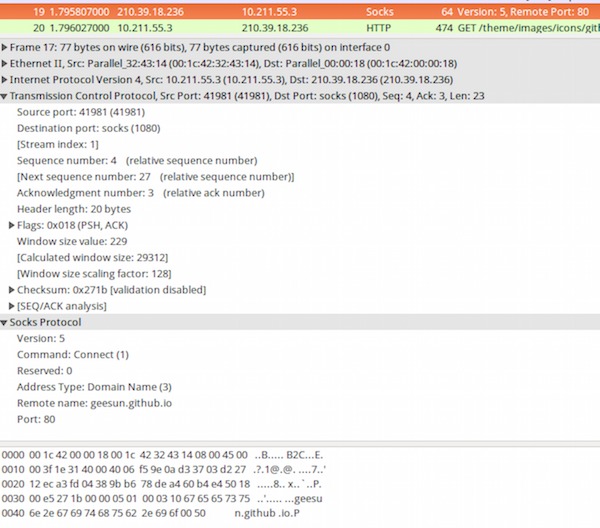 19 1.795807000 210.39.18.236 10.211.55.3 Socks 64 Version: 5, Remote Port: 80
20 1.796027000 10.211.55.3 210.39.18.236 HTTP 474 GET /theme/images/icons/gitl
Frame 17: 77 bytes on wire (616 bits), 77 bytes captured (616 bits) on interface 0
Ethernet II, Src: Parallel_32:43:14 (00:1c:42:32:43:14), Dst: Parallel_00:00:18 (00:1c:42:00:00:18)
Internet Protocol Version 4, Src: 10.211.55.3 (10.211.55.3), Dst: 210.39.18.236 (210.39.18.236)
Transmission Control Protocol, Src Port: 41981 (41981), Dst Port: socks (1080), Seq: 4, Ack: 3, Len: 23
Source port: 41981 (41981)
Destination port: socks (1080)
[Stream index: 1]
Sequence number: 4 (relative sequence number)
[Next sequence number: 27 (relative sequence number)]
Acknowledgment number: 3 (relative ack number)
Header length: 20 bytes
Flags: 0x018 (PSH, ACK)
Window size value: 229
[Calculated window size: 29312]
[Window size scaling factor: 128]
Checksum: 0x271b [validation disabled]
[SEQ/ACK analysis]
Socks Protocol
Version: 5
Command: Connect (1)
Reserved: 0
Address Type: Domain Name (3)
Remote name: geesun.github.io
Port: 80
0000 00 1c 42 00 00 18 00 1c 42 32 43 14 08 00 45 00 ..B..... B2C...E.
0010 00 3f 1e 31 40 00 40 06 f5 9e 0a d3 37 03 d2 27 .?.1@.@. ....7..'
0020 12 ec a3 fd 04 38 9b b6 78 de a4 60 b4 e4 50 18 .....8.. x..`..P.
0030 00 e5 27 1b 00 00 05 01 00 03 10 67 65 65 73 75 ..'..... ...geesu
0040 6e 2e 67 69 74 68 75 62 2e 69 6f 00 50 n.github .io.P